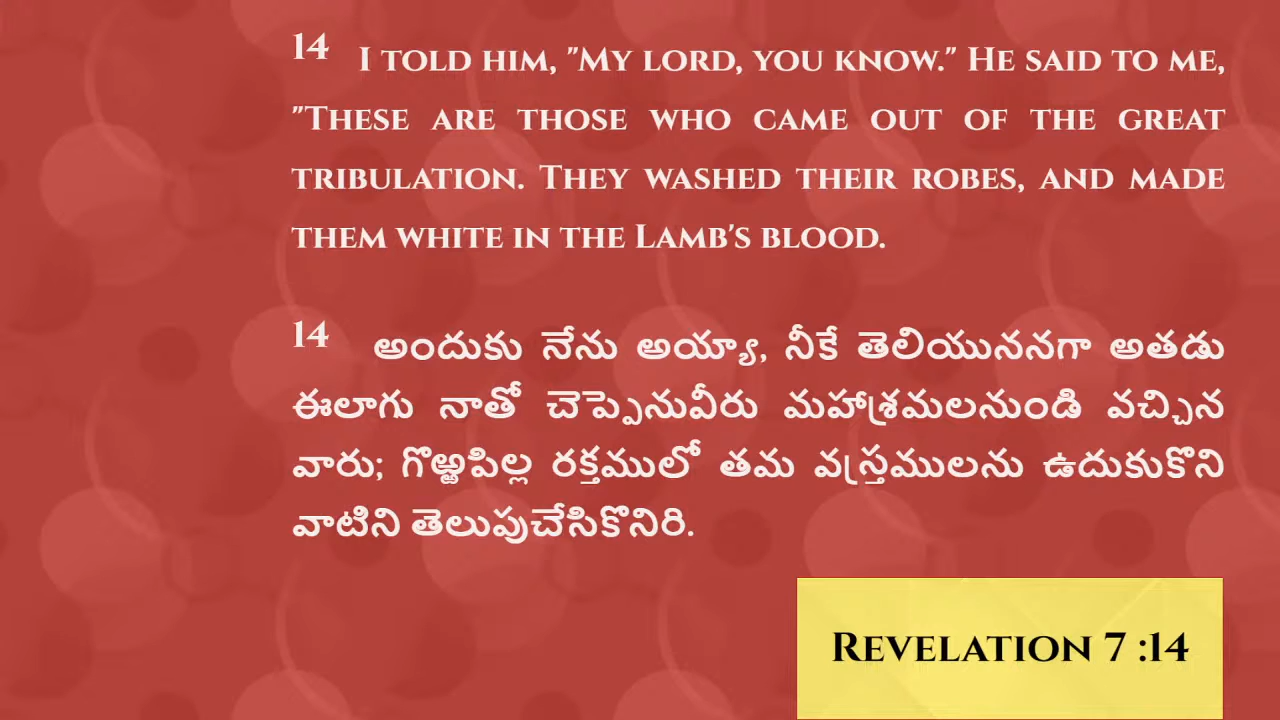 14 I told him, "My lord, you know." He said to me,
"These are those who came out of the great
tribulation. They washed their robes, and made
them white in the Lamb's blood.
14 అందుకు నేను అయ్యా, నీకే తెలియుననగా అతడు
ఈలాగు నాతో చెప్పెనువీరు మహాశ్రమలనుండి వచ్చిన
వారు; గొఱ్ఱపిల్ల రక్తములో తమ వస్త్రములను ఉదుకుకొని
వాటిని తెలుపుచేసికొనిరి.
Revelation 7 :14